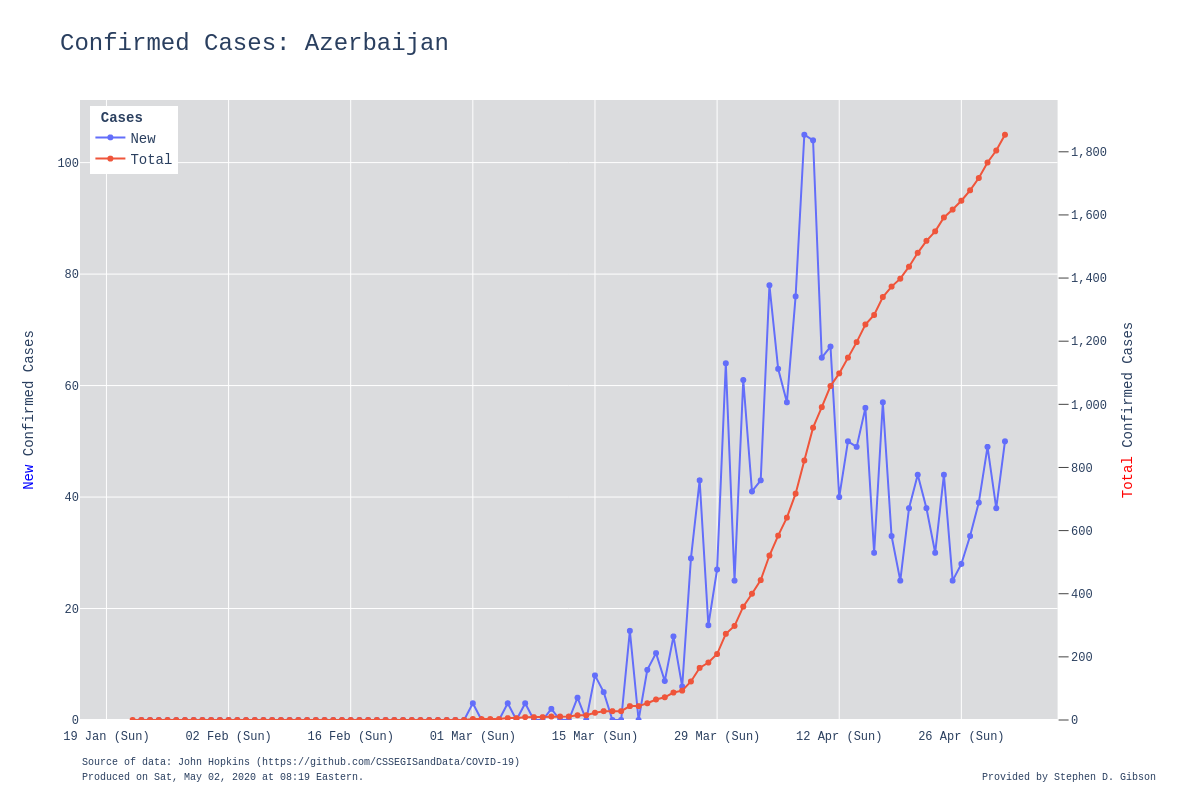 Confirmed Cases: Azerbaijan
Cases
New
Total
100
80
60
40
20
0
New Confirmed Cases
1,800
1,600
1,400
1,200
1,000
800
600
400
200
0
Total Confirmed Cases
19 Jan (Sun)
02 Feb (Sun)
16 Feb (Sun)
01 Mar (Sun)
15 Mar (Sun)
29 Mar (Sun)
12 Apr (Sun)
26 Apr (Sun)
Source of data: John Hopkins (https://github.com/CSSEGISandData/COVID-19)
Produced on Sat, May 02, 2020 at 08:19 Eastern.
Provided by Stephen D. Gibson